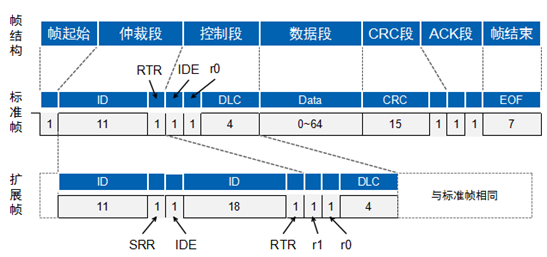 帧结构
帧起始 仲裁段 控制段 数据段 CRC段 ACK段 帧结束
RTR IDE r0
标准帧
ID DLC Data CRC EOF
1 11 1 1 1 4 0~64 15 1 1 1 7
扩展帧
ID ID DLC
11 1 1 18 1 1 1 4 与标准帧相同
SRR IDE RTR r1 r0